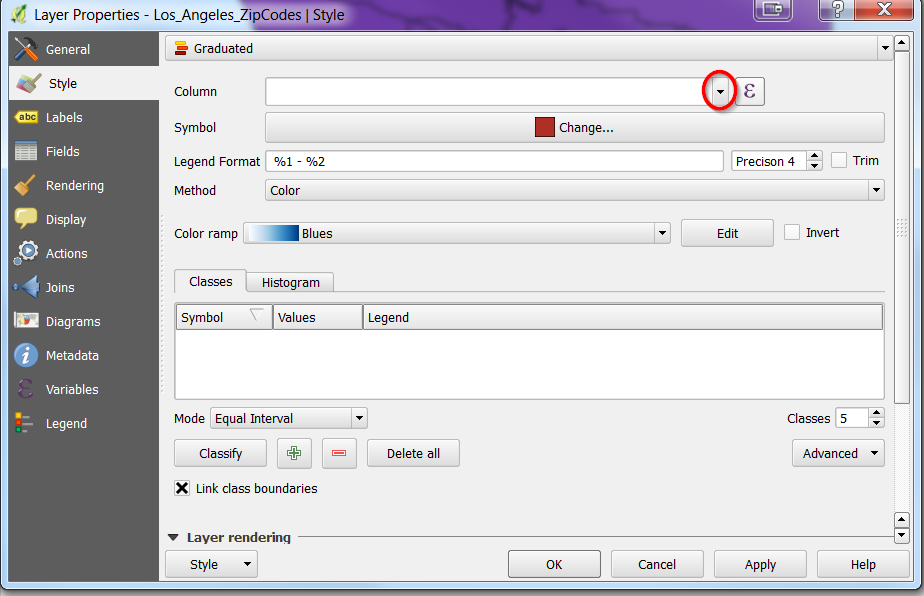 Layer Properties - Los_Angeles_ZipCodes | Style
General
Style
abc Labels
Fields
Rendering
Display
Actions
Joins
Diagrams
Metadata
Variables
Legend
Graduated
Column
ε
Symbol
Change...
Legend Format
%1 - %2
Precison 4
Trim
Method
Color
Color ramp
Blues
Edit
Invert
Classes
Histogram
Symbol
Values
Legend
Mode
Equal Interval
Classes
5
Classify
Delete all
Advanced
Link class boundaries
Layer rendering
Style
OK
Cancel
Apply
Help